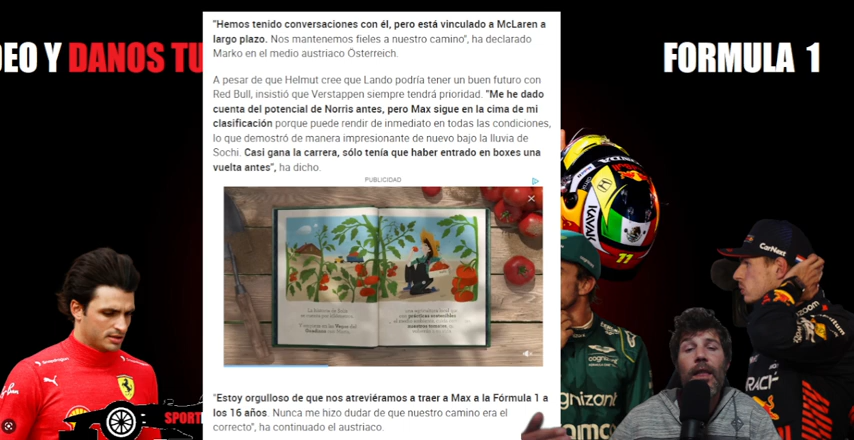 DEO Y DANOS TU
FORMULA 1
"Hemos tenido conversaciones con él, pero está vinculado a McLaren a
largo plazo. Nos mantenemos fieles a nuestro camino", ha declarado
Marko en el medio austriaco Österreich.
A pesar de que Helmut cree que Lando podría tener un buen futuro con
Red Bull, insistió que Verstappen siempre tendrá prioridad. "Me he dado
cuenta del potencial de Norris antes, pero Max sigue en la cima de mi
clasificación porque puede rendir de inmediato en todas las condiciones,
lo que demostró de manera impresionante de nuevo bajo la lluvia de
Sochi. Casi gana la carrera, sólo tenía que haber entrado en boxes una
vuelta antes", ha dicho.
PUBLICIDAD
"Estoy orgulloso de que nos atreviéramos a traer a Max a la Fórmula 1 a
los 16 años. Nunca me hizo dudar de que nuestro camino era el
correcto", ha continuado el austriaco.
HONDA
KAVAK
11
CarNext
cognizant
SPORT